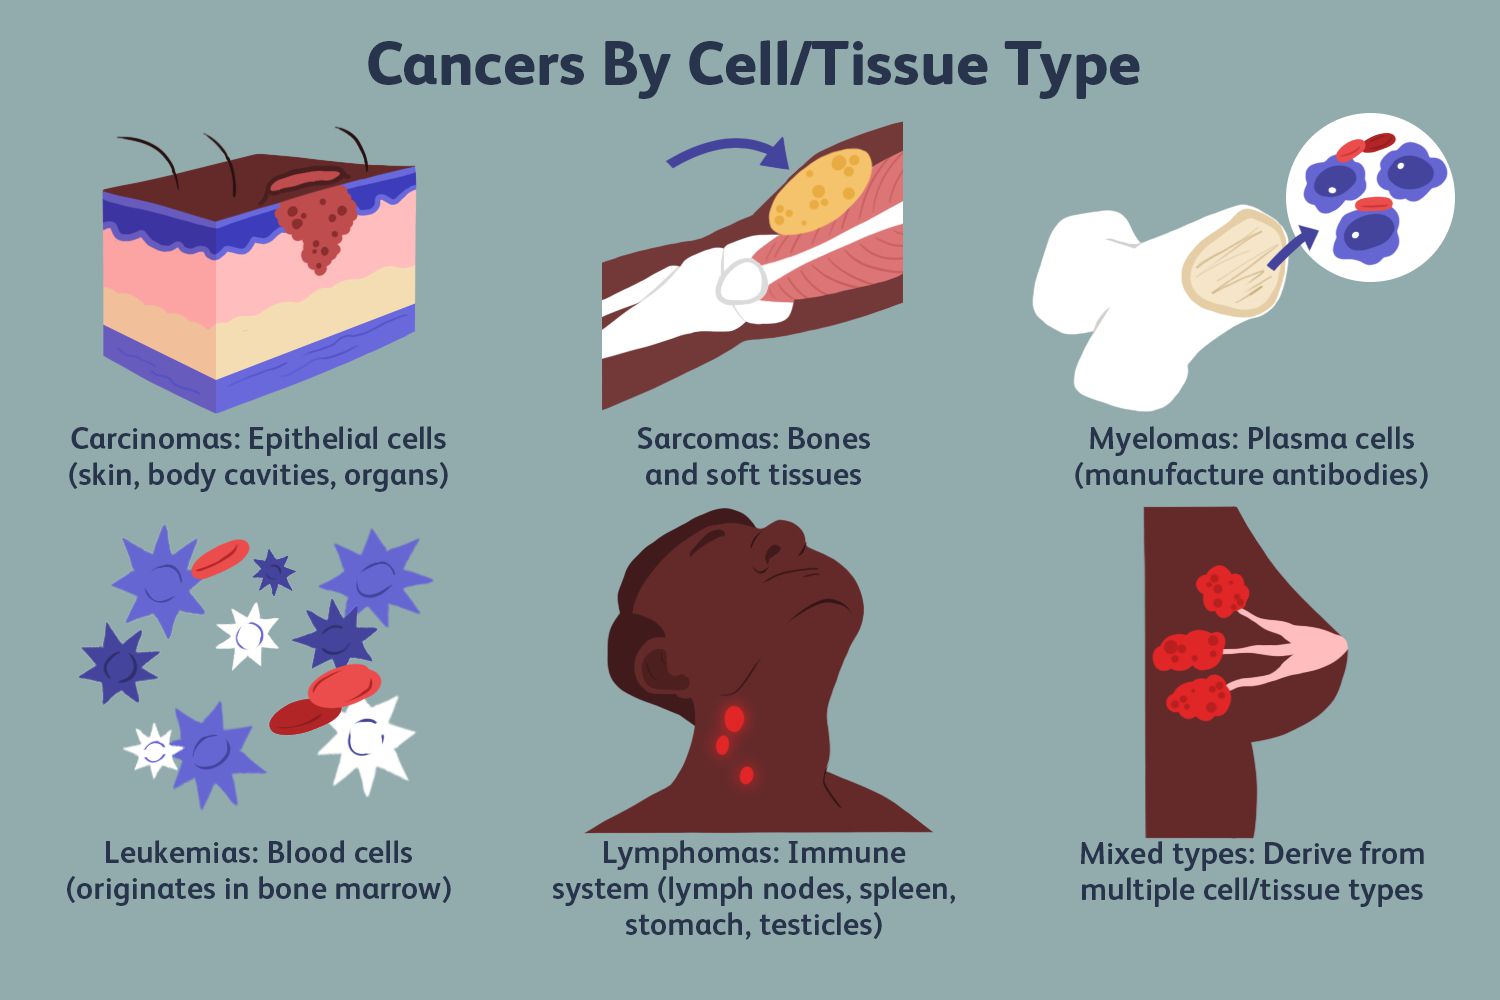 Cancers By Cell/Tissue Type
Carcinomas: Epithelial cells
(skin, body cavities, organs)
Sarcomas: Bones
and soft tissues
Myelomas: Plasma cells
(manufacture antibodies)
Leukemias: Blood cells
(originates in bone marrow)
Lymphomas: Immune
system (lymph nodes, spleen,
stomach, testicles)
Mixed types: Derive from
multiple cell/tissue types